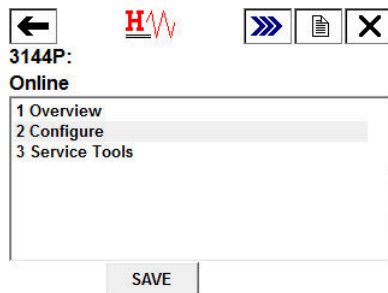 H
3144P:
Online
1 Overview
2 Configure
3 Service Tools
SAVE